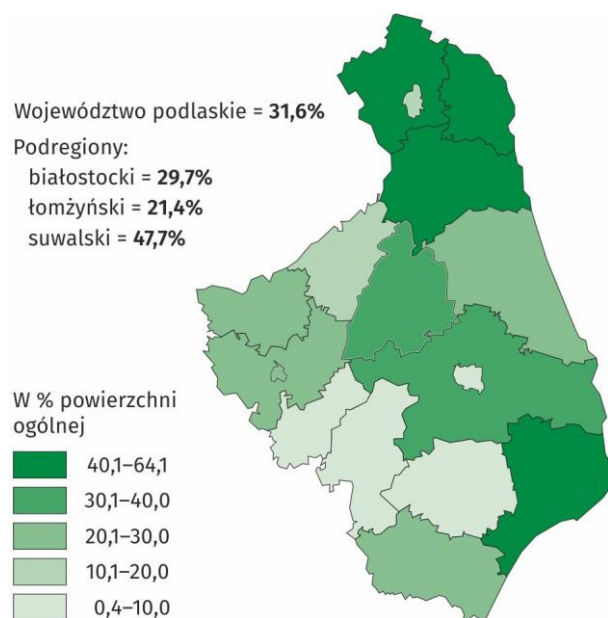 Województwo podlaskie = 31,6%
Podregiony:
białostocki = 29,7%
łomżyński = 21,4%
suwalski = 47,7%
W % powierzchni
ogólnej
40,1–64,1
30,1–40,0
20,1–30,0
10,1–20,0
0,4–10,0